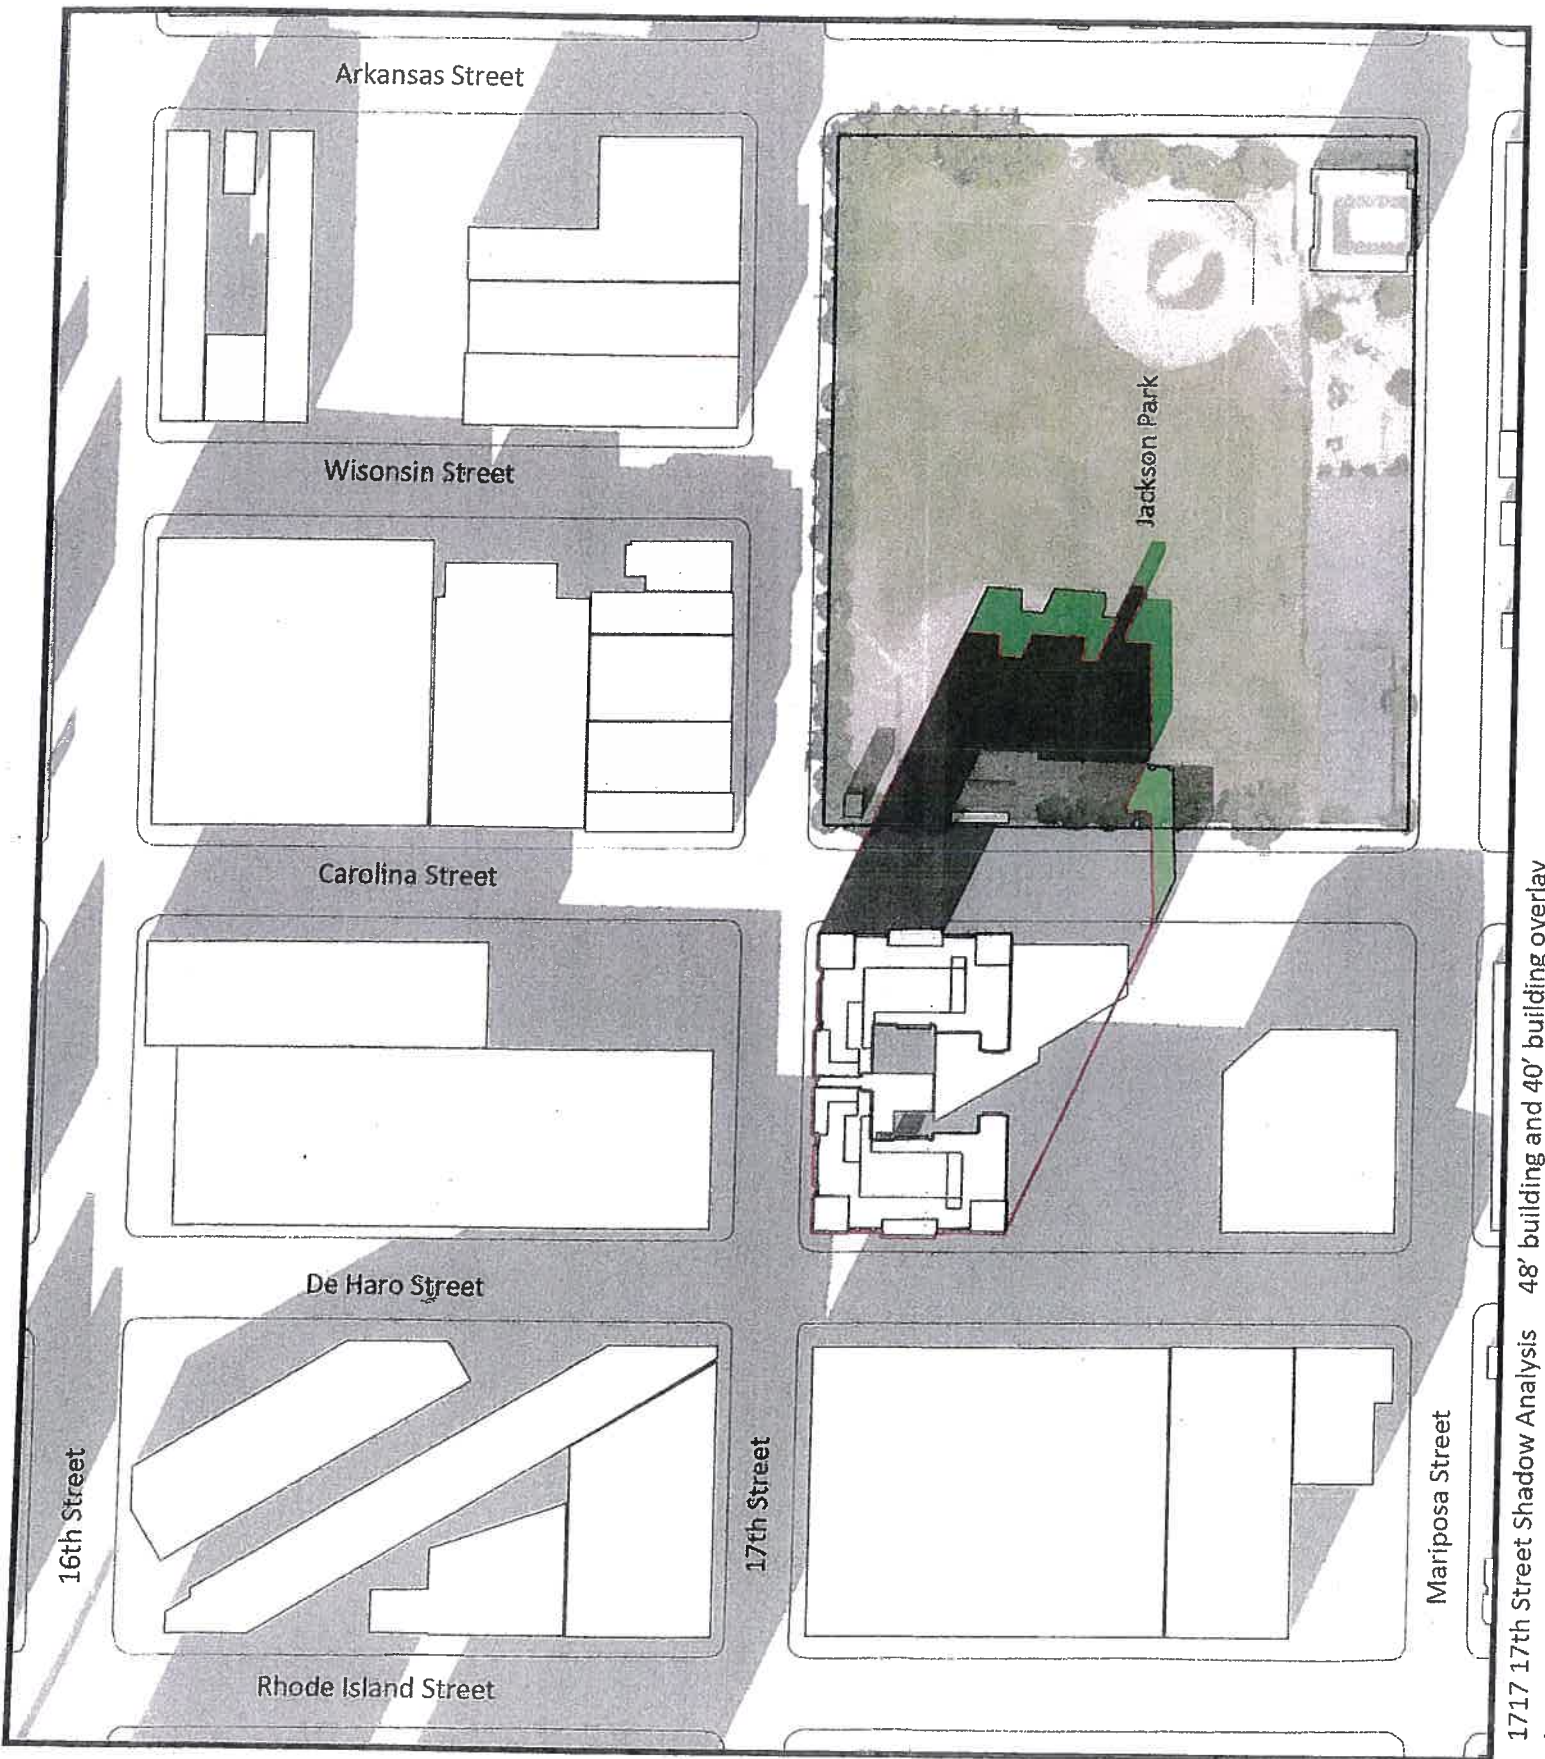 Arkansas Street
Wisonsin Street
Carolina Street
De Haro Street
Rhode Island Street
16th Street
17th Street
Mariposa Street
Jackson Park
1717 17th Street Shadow Analysis 48' building and 40' building overlay